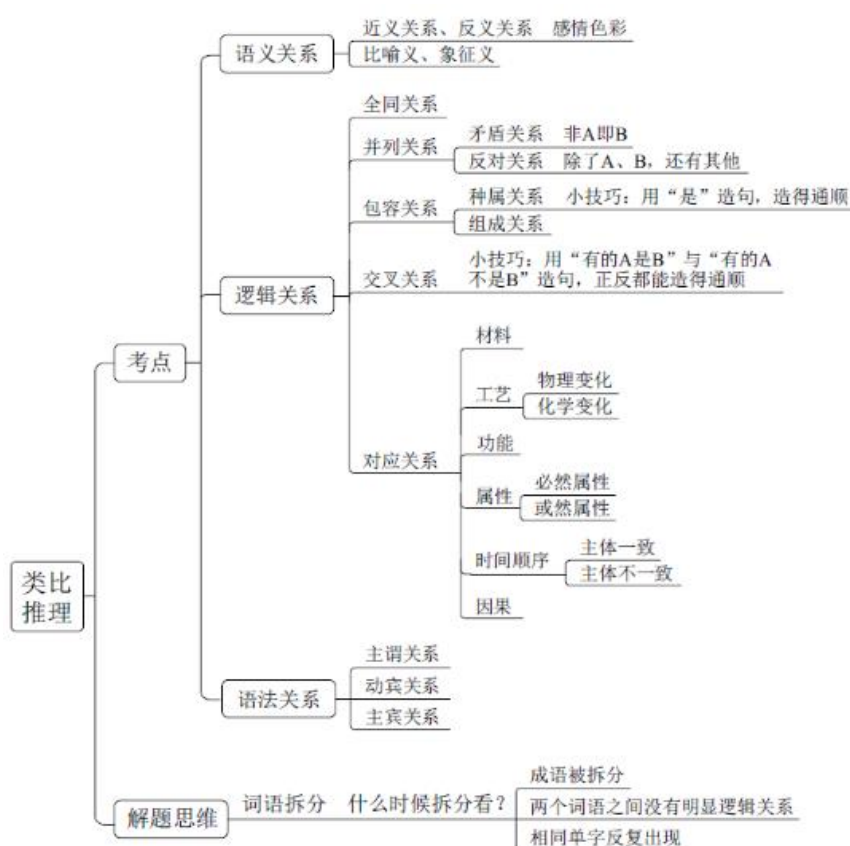 类比
推理
考点
语义关系
近义关系、反义关系 感情色彩
比喻义、象征义
逻辑关系
全同关系
并列关系
矛盾关系 非A即B
反对关系 除了A、B，还有其他
包容关系
种属关系 小技巧：用“是”造句，造得通顺
组成关系
交叉关系
小技巧：用“有的A是B”与“有的A
不是B”造句，正反都能造得通顺
对应关系
材料
工艺
物理变化
化学变化
功能
属性
必然属性
或然属性
时间顺序
主体一致
主体不一致
因果
语法关系
主谓关系
动宾关系
主宾关系
解题思维
词语拆分 什么时候拆分看？
成语被拆分
两个词语之间没有明显逻辑关系
相同单字反复出现